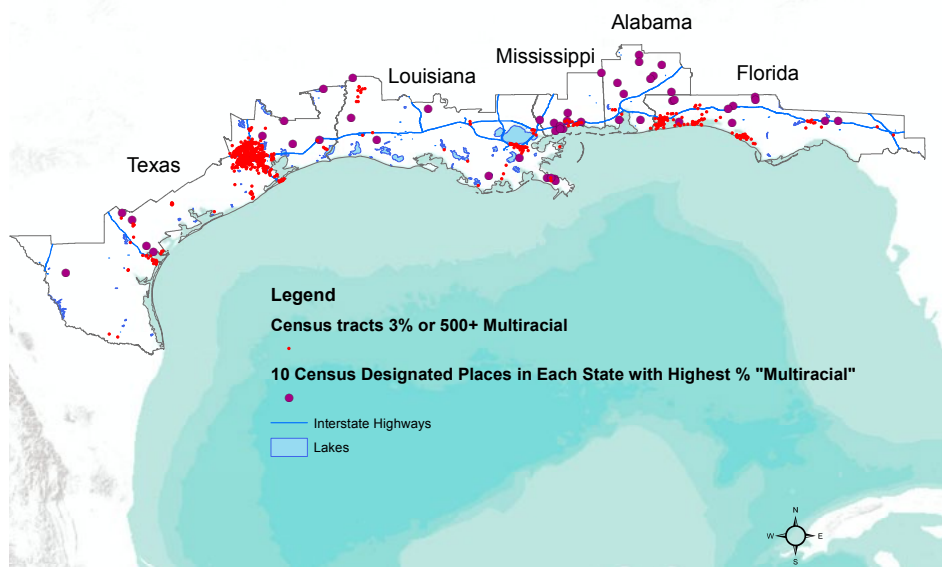 Alabama
Mississippi
Florida
Louisiana
Texas
Legend
Census tracts 3% or 500+ Multiracial
10 Census Designated Places in Each State with Highest % "Multiracial"
Interstate Highways
Lakes
N
W E
S